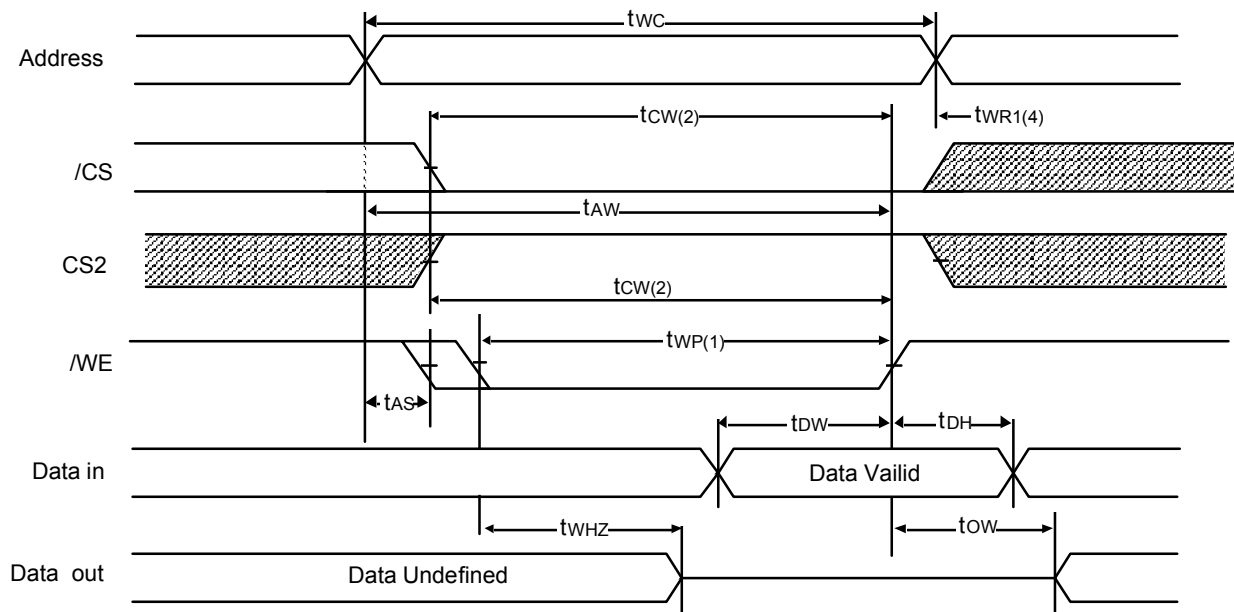 tWC
Address
tCW(2)
tWR1(4)
/CS
tAW
CS2
tCW(2)
/WE
tWP(1)
tAS
tDW
tDH
Data in
Data Vailid
tWHZ
tOW
Data out
Data Undefined